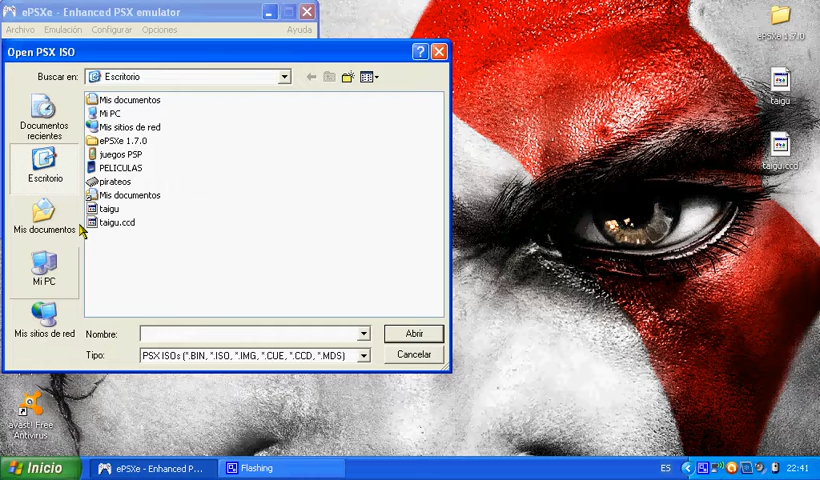 ePSXe - Enhanced PSX emulator
Archivo Emulación Configurar Opciones Ayuda
Open PSX ISO
Buscar en: Escritorio
Documentos
recientes
Escritorio
Mis documentos
Mi PC
Mis sitios de red
Mis documentos
Mi PC
Mis sitios de red
ePSXe 1.7.0
juegos PSP
PELICULAS
pirateos
Mis documentos
taigu
taigu.ccd
Nombre: Abrir
Tipo: PSX ISOs (*.BIN, *.ISO, *.IMG, *.CUE, *.CCD, *.MDS) Cancelar
ePSXe 1.7.0
taigu
taigu.ccd
avast! Free
Antivirus
Inicio ePSXe - Enhanced P... Flashing ES 22:41